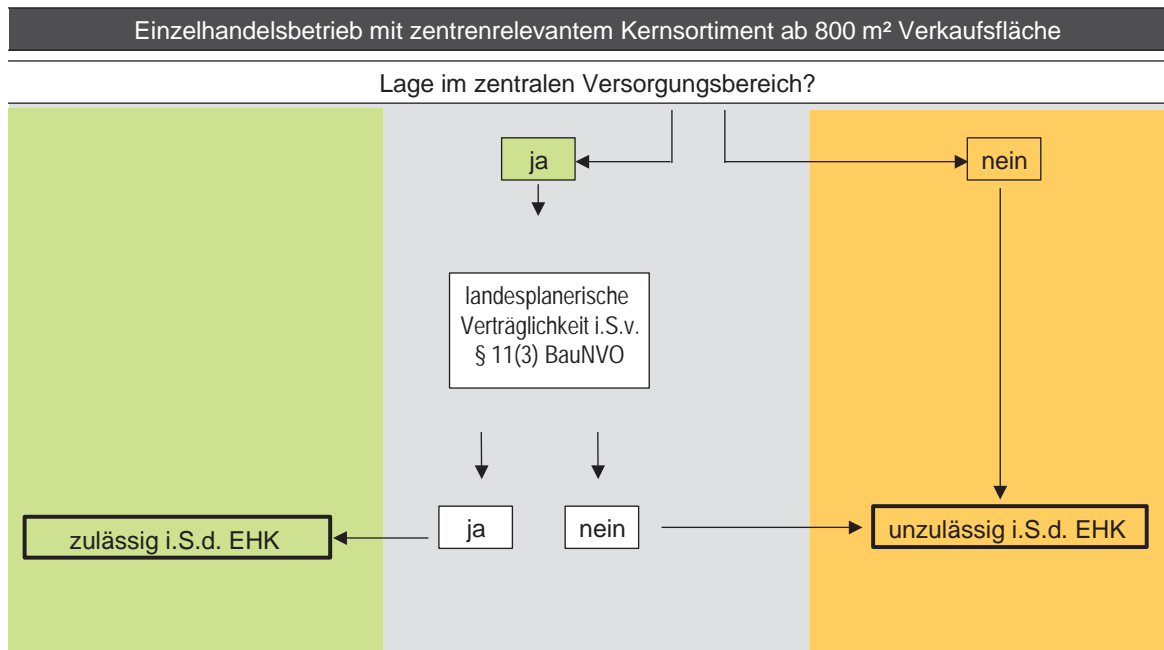 Einzelhandelsbetrieb mit zentrenrelevantem Kernsortiment ab 800 m² Verkaufsfläche
Lage im zentralen Versorgungsbereich?
ja
nein
landesplanerische
Verträglichkeit i.S.v.
§ 11(3) BauNVO
zulässig i.S.d. EHK
ja
nein
unzulässig i.S.d. EHK